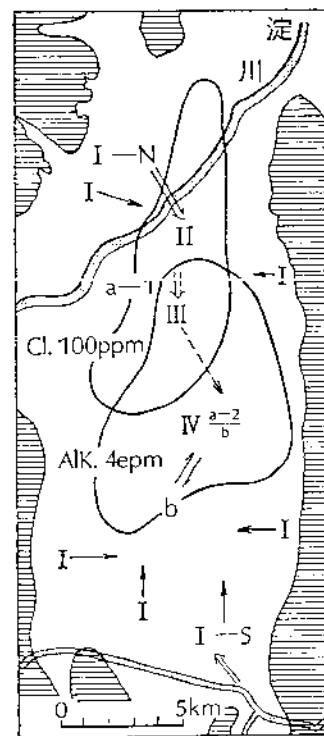 淀
川
I—N
I
II
a—1
I
III
Cl. 100ppm
IV a-2/b
AlK. 4epm
b
I
I
I
I—S
0 5km